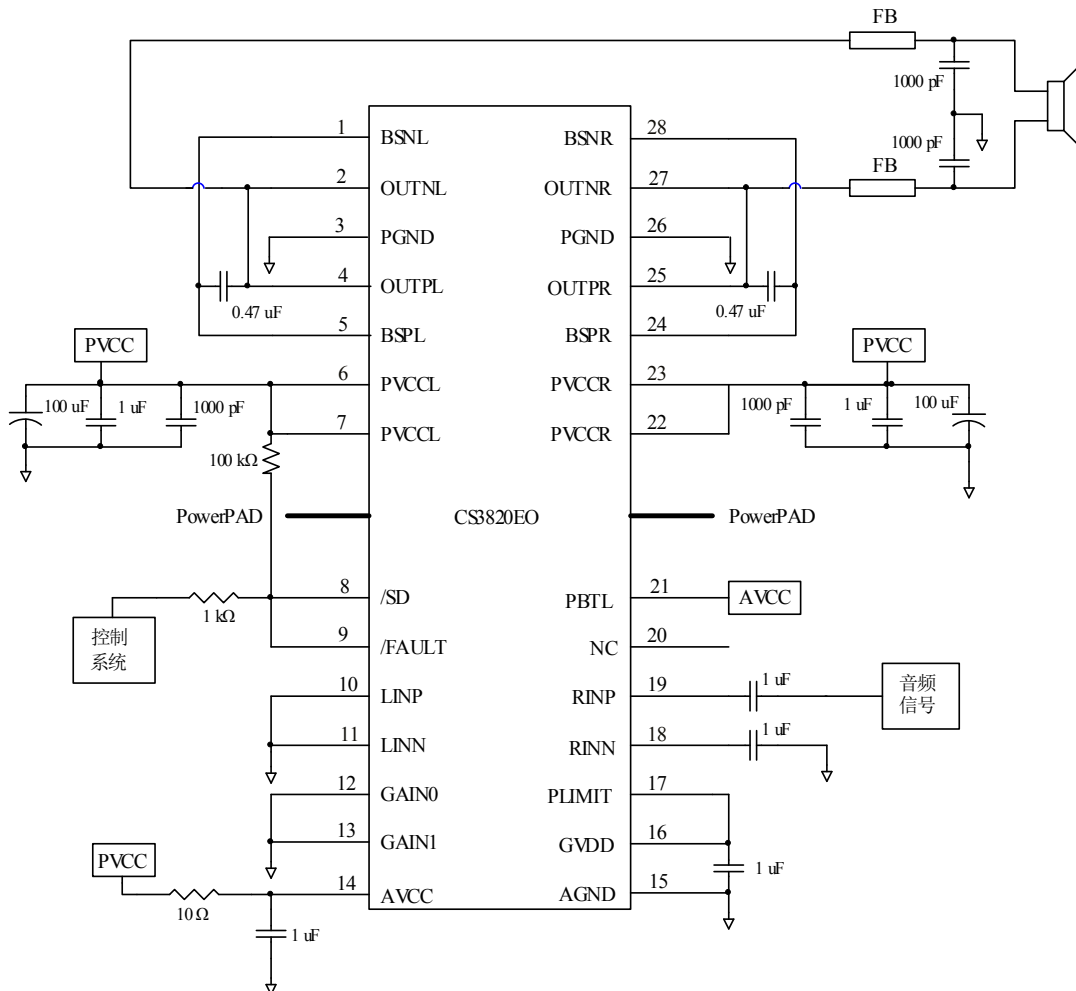 FB
1000 pF
1000 pF
FB
1
BSNL
BSNR
28
2
OUTNL
OUTNR
27
3
PGND
PGND
26
4
OUTPL
OUTPR
25
0.47 uF
0.47 uF
5
BSPL
BSPR
24
PVCC
PVCC
6
PVCCL
PVCCR
23
100 uF
1 uF
1000 pF
1000 pF
1 uF
100 uF
7
PVCCL
PVCCR
22
100 kΩ
PowerPAD
CS3820EO
PowerPAD
8
/SD
PBTL
21
AVCC
1 kΩ
控制
系统
9
/FAULT
NC
20
10
LINP
RINP
19
1 uF
音频
信号
11
LINN
RINN
18
1 uF
12
GAIN0
PLIMIT
17
13
GAIN1
GVDD
16
1 uF
PVCC
14
AVCC
AGND
15
10 Ω
1 uF